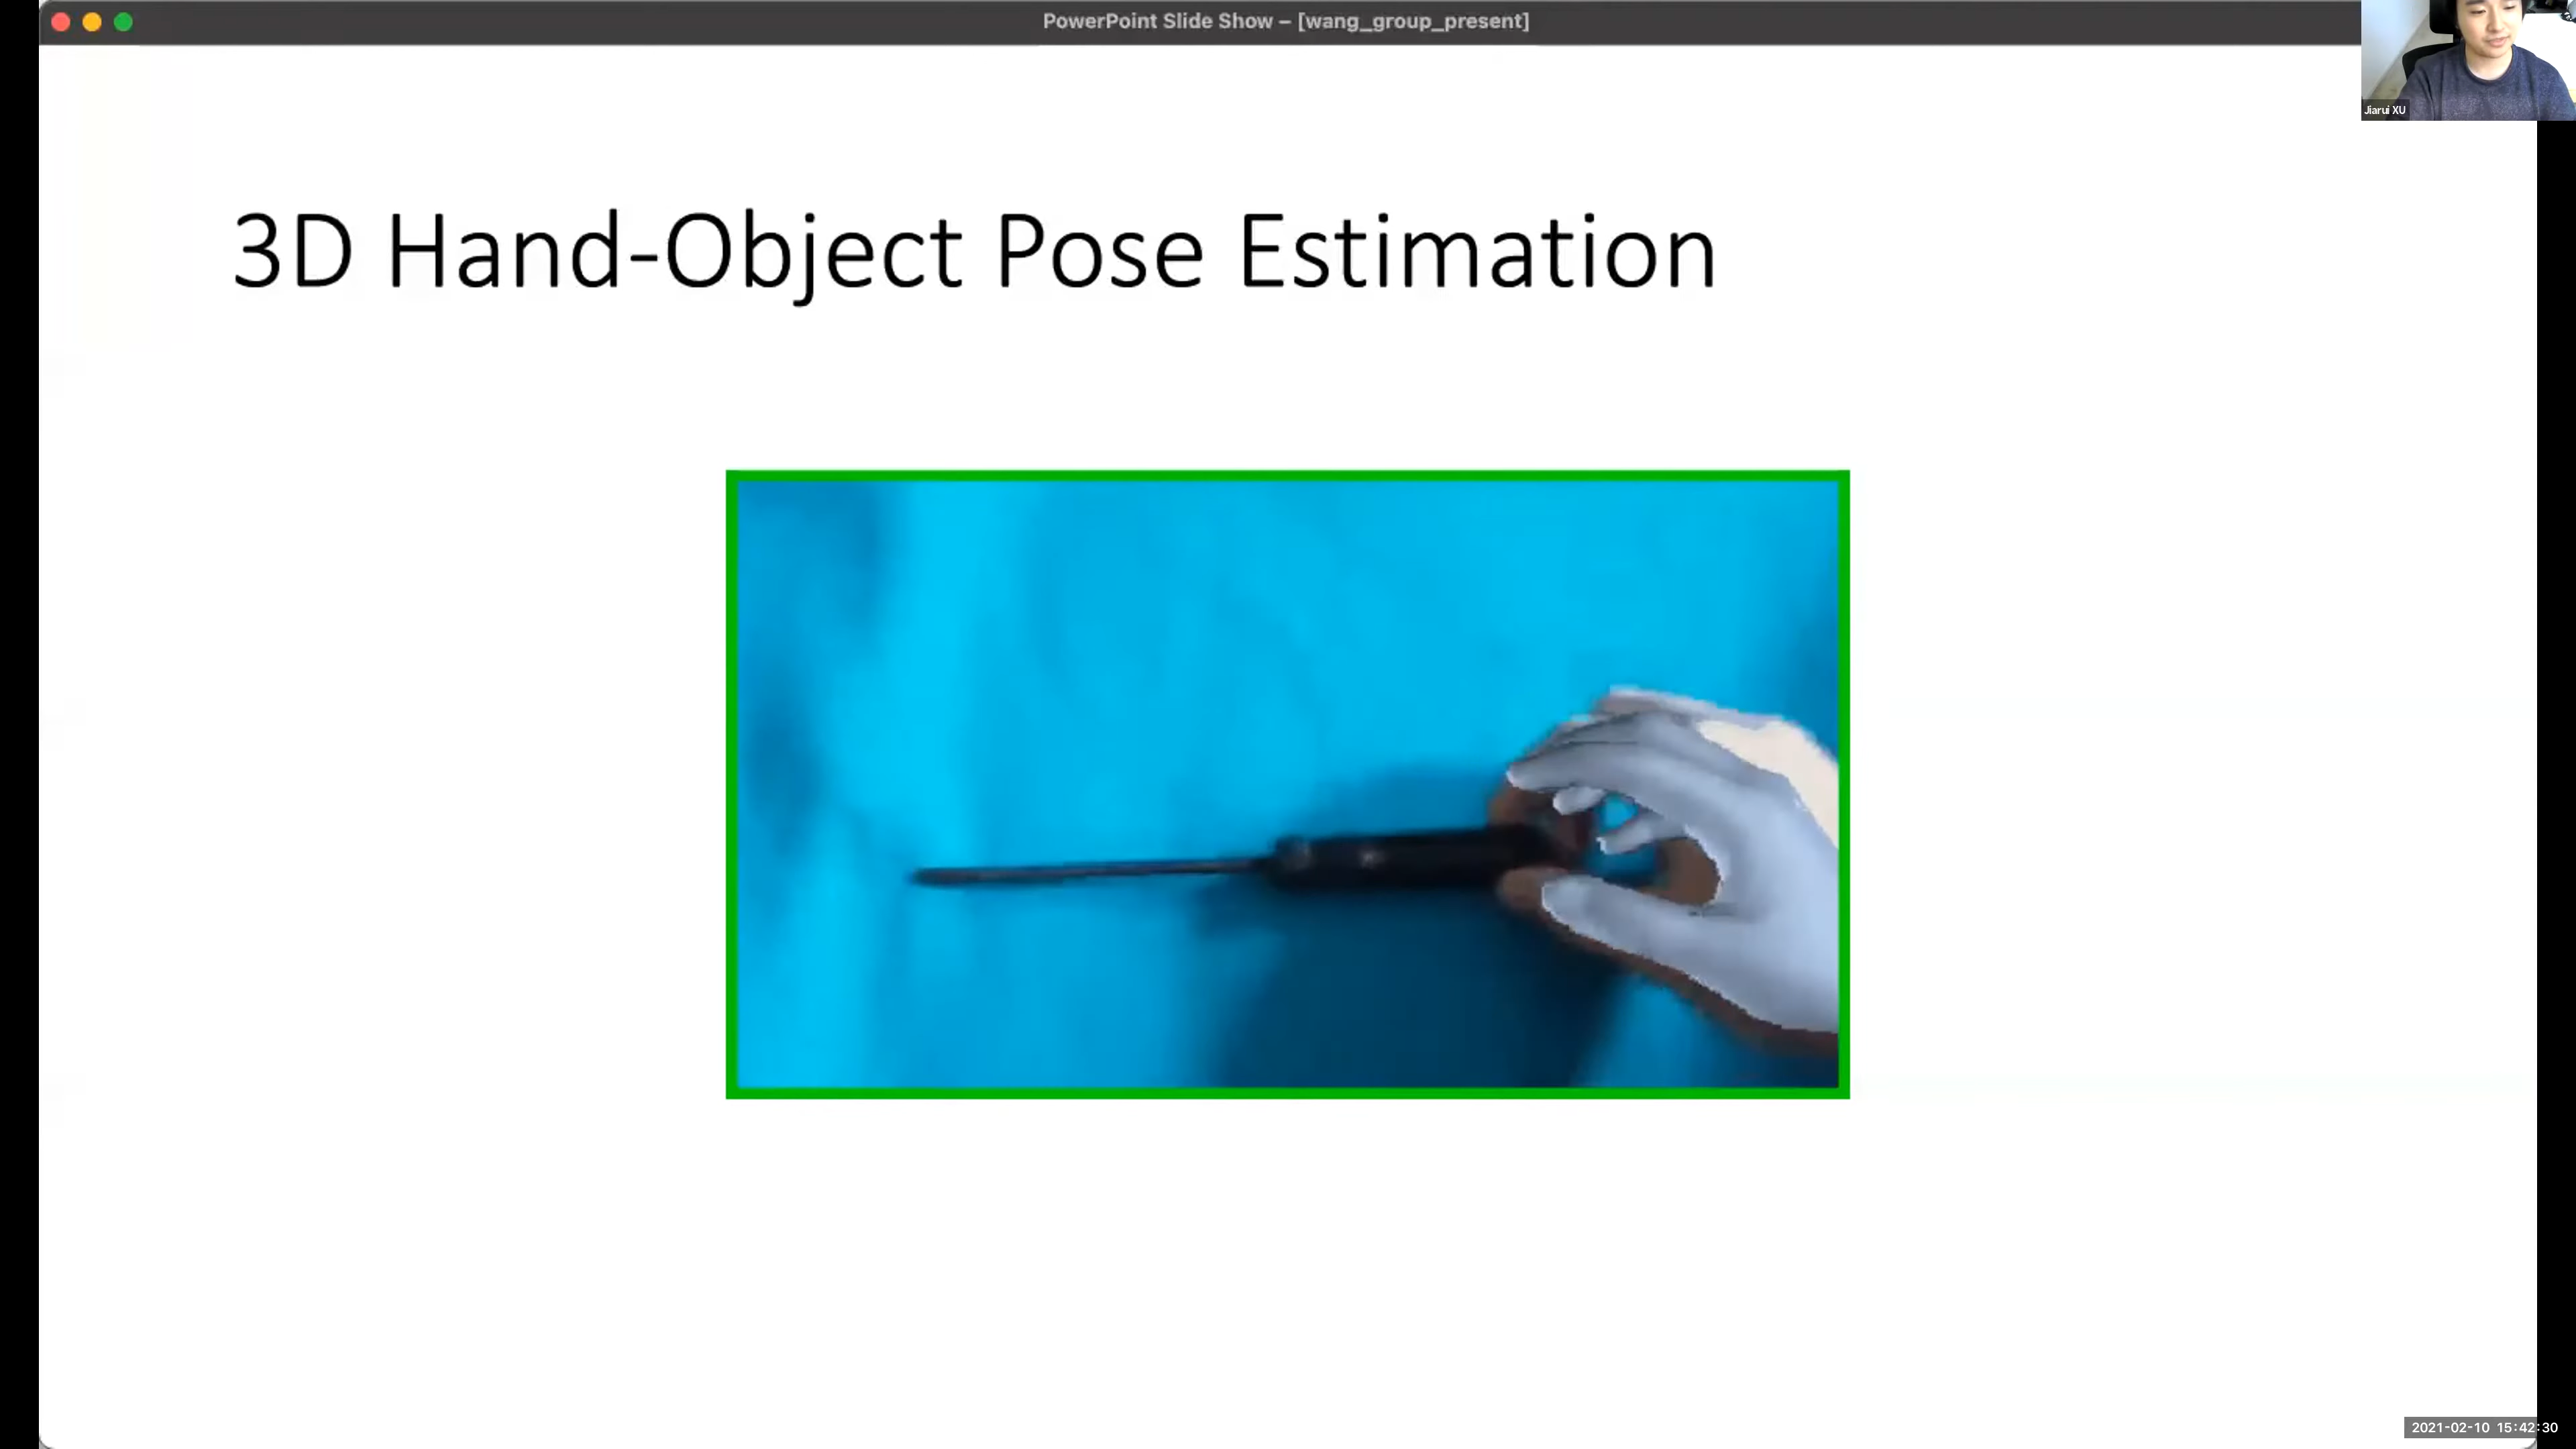 PowerPoint Slide Show – [wang_group_present]
Jiarui XU
3D Hand-Object Pose Estimation
2021-02-10 15:42:30